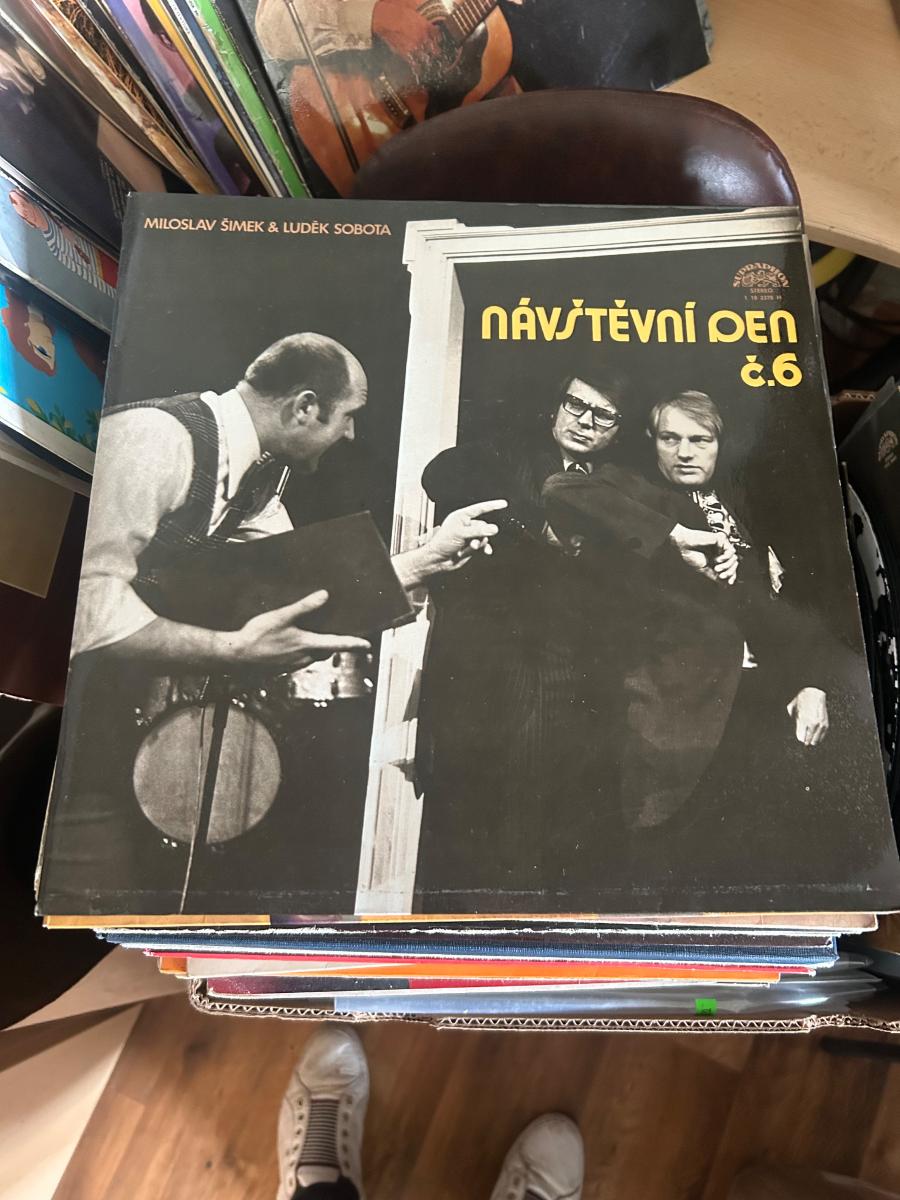 MILOSLAV ŠIMEK & LUDĚK SOBOTA
SUPRAPHON
STEREO
NÁVŠTĚVNÍ DEN
č.6